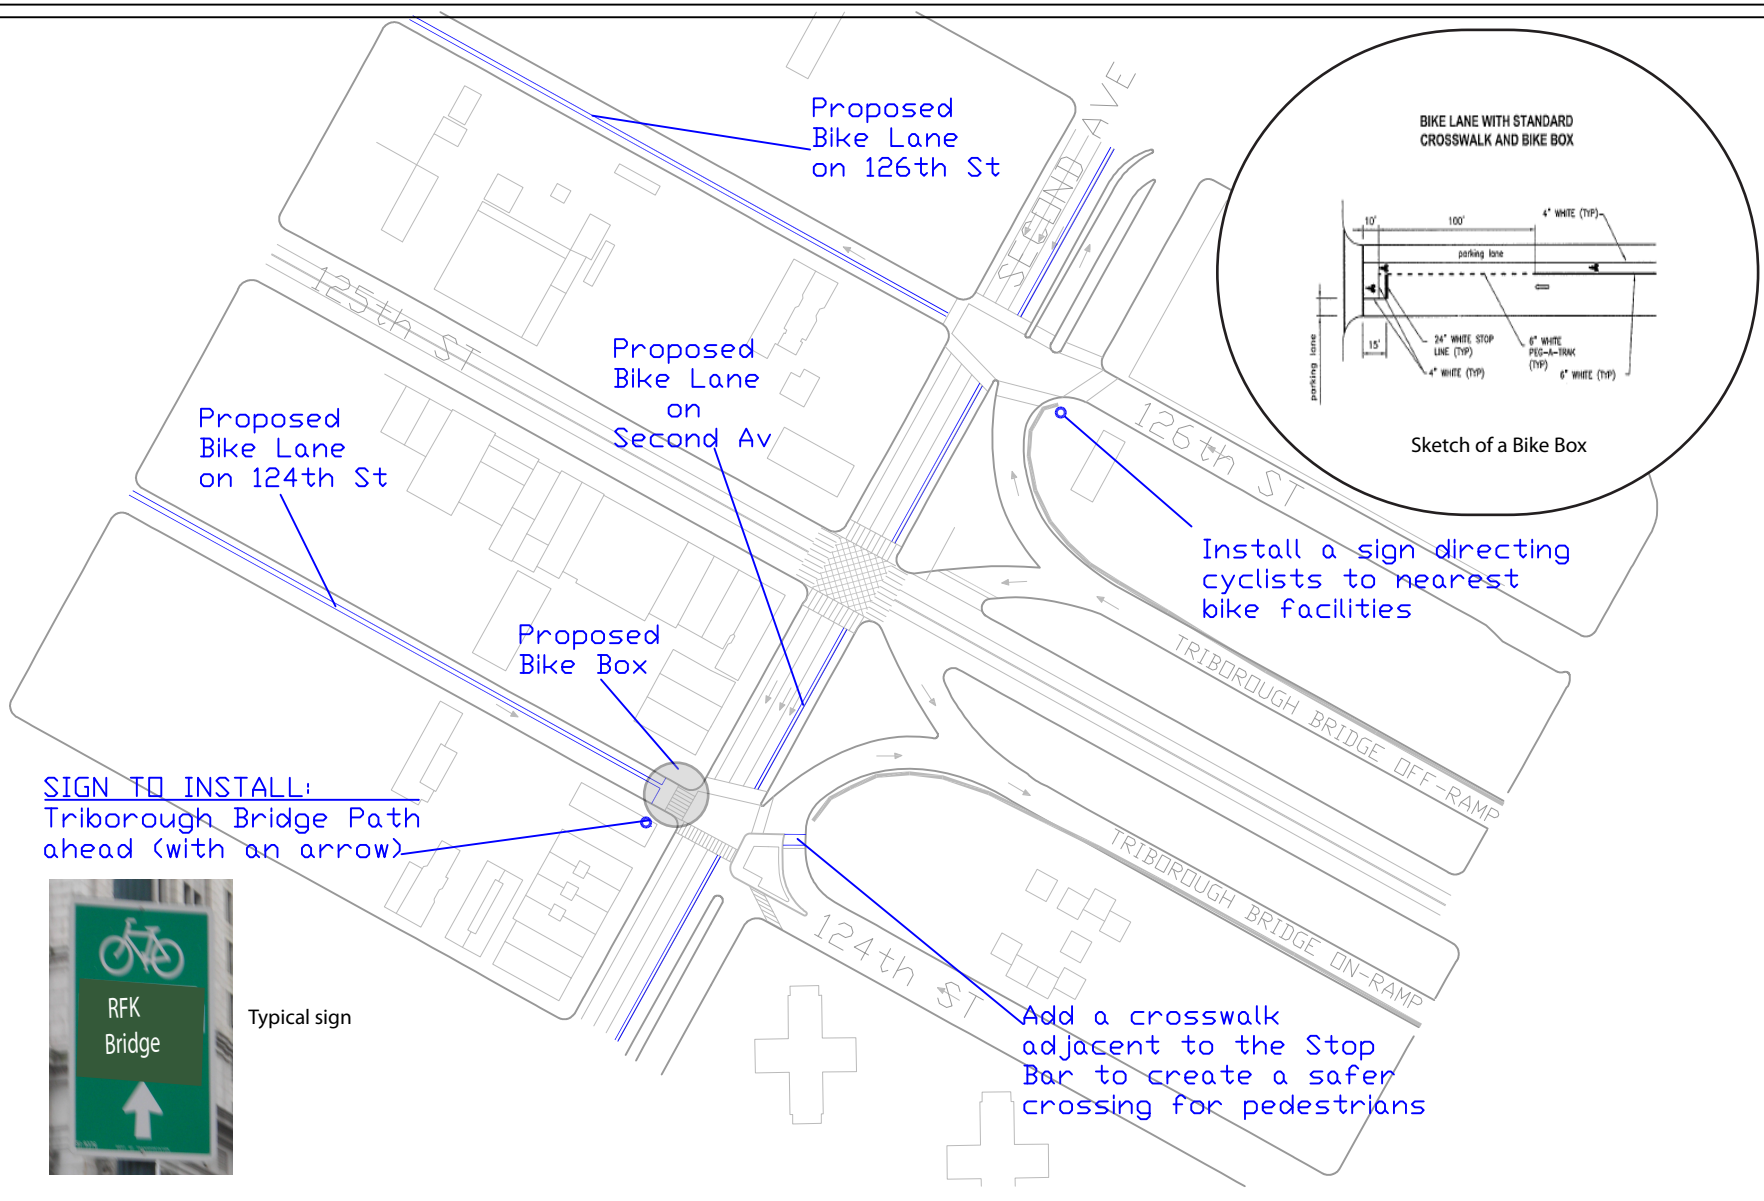 Proposed
Bike Lane
on 126th St
SECOND AVE
BIKE LANE WITH STANDARD
CROSSWALK AND BIKE BOX
10'
100'
4" WHITE (TYP)
parking lane
15'
24" WHITE STOP
LINE (TYP)
4" WHITE (TYP)
6" WHITE
PEG-A-TRAK
(TYP)
6" WHITE (TYP)
parking lane
Sketch of a Bike Box
125th ST
Proposed
Bike Lane
on
Second Av
Proposed
Bike Lane
on 124th St
126th ST
Install a sign directing
cyclists to nearest
bike facilities
Proposed
Bike Box
TRIBOROUGH BRIDGE OFF-RAMP
SIGN TO INSTALL:
Triborough Bridge Path
ahead (with an arrow)
TRIBOROUGH BRIDGE ON-RAMP
124th ST
RFK
Bridge
Typical sign
Add a crosswalk
adjacent to the Stop
Bar to create a safer
crossing for pedestrians